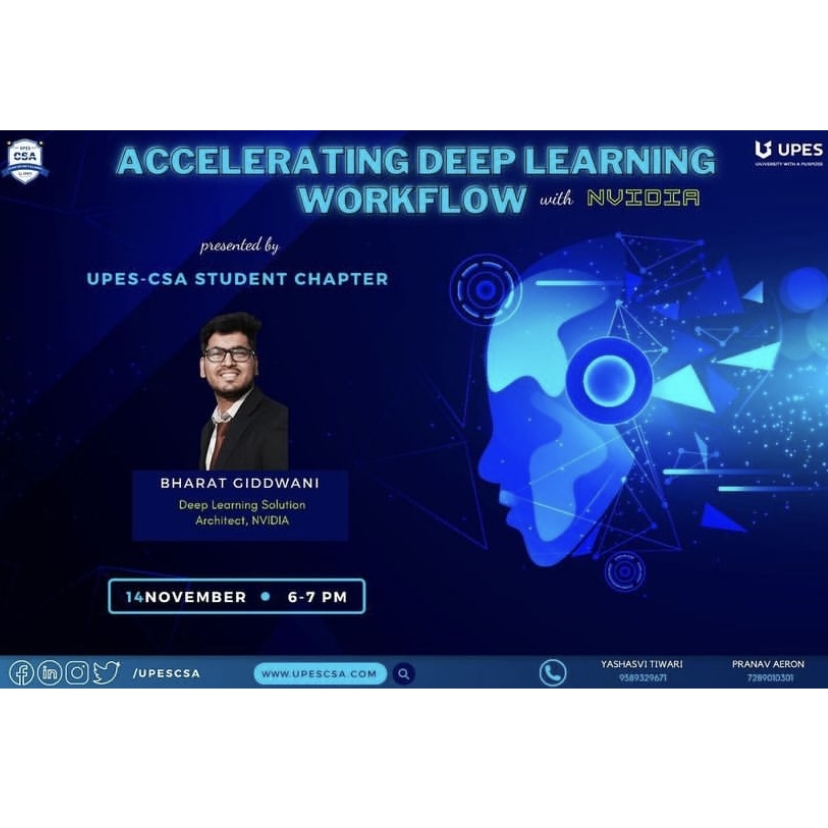 UPES
CSA
UPES
UNIVERSITY WITH A PURPOSE
ACCELERATING DEEP LEARNING
WORKFLOW with NVIDIA
presented by
UPES-CSA STUDENT CHAPTER
BHARAT GIDDWANI
Deep Learning Solution
Architect, NVIDIA
14NOVEMBER • 6-7 PM
/UPESCSA
WWW.UPESCSA.COM
YASHASVI TIWARI
9589329671
PRANAV AERON
7289010301